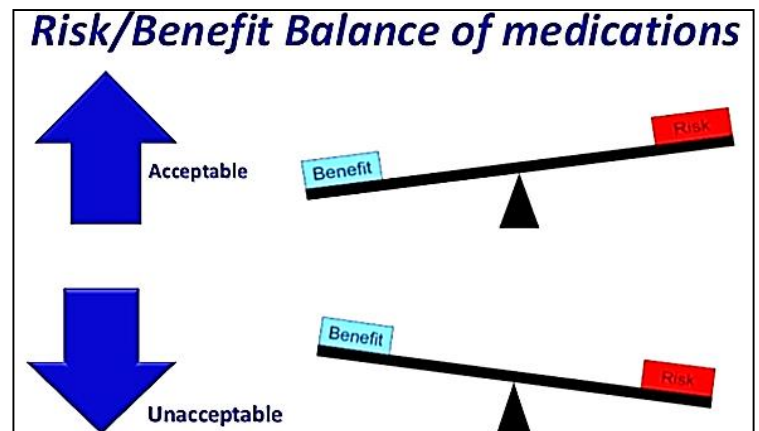 Risk/Benefit Balance of medications
Risk
Acceptable
Benefit
Benefit
Risk
Unacceptable